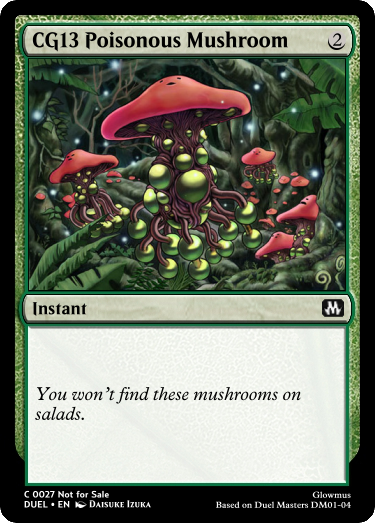 CG13 Poisonous Mushroom 2
Instant
You won't find these mushrooms on
salads.
C 0027 Not for Sale Glowmus
DUEL • EN Daisuke Izuka Based on Duel Masters DM01-04